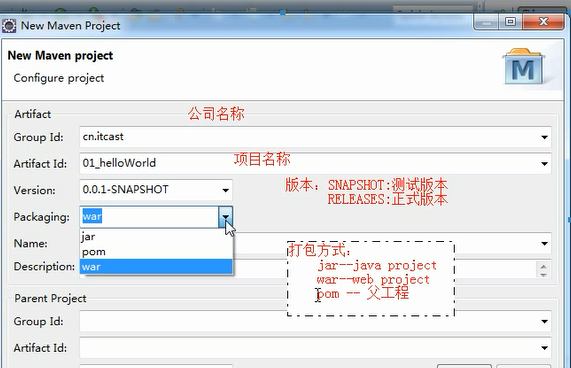 New Maven Project
New Maven project
Configure project
M
Artifact
公司名称
Group Id: cn.itcast
Artifact Id: 01_helloWorld 项目名称
Version: 0.0.1-SNAPSHOT
版本：SNAPSHOT:测试版本
RELEASES:正式版本
Packaging: war
jar
pom
war
Name:
Description:
打包方式：
jar--java project
war--web project
pom -- 父工程
Parent Project
Group Id:
Artifact Id: